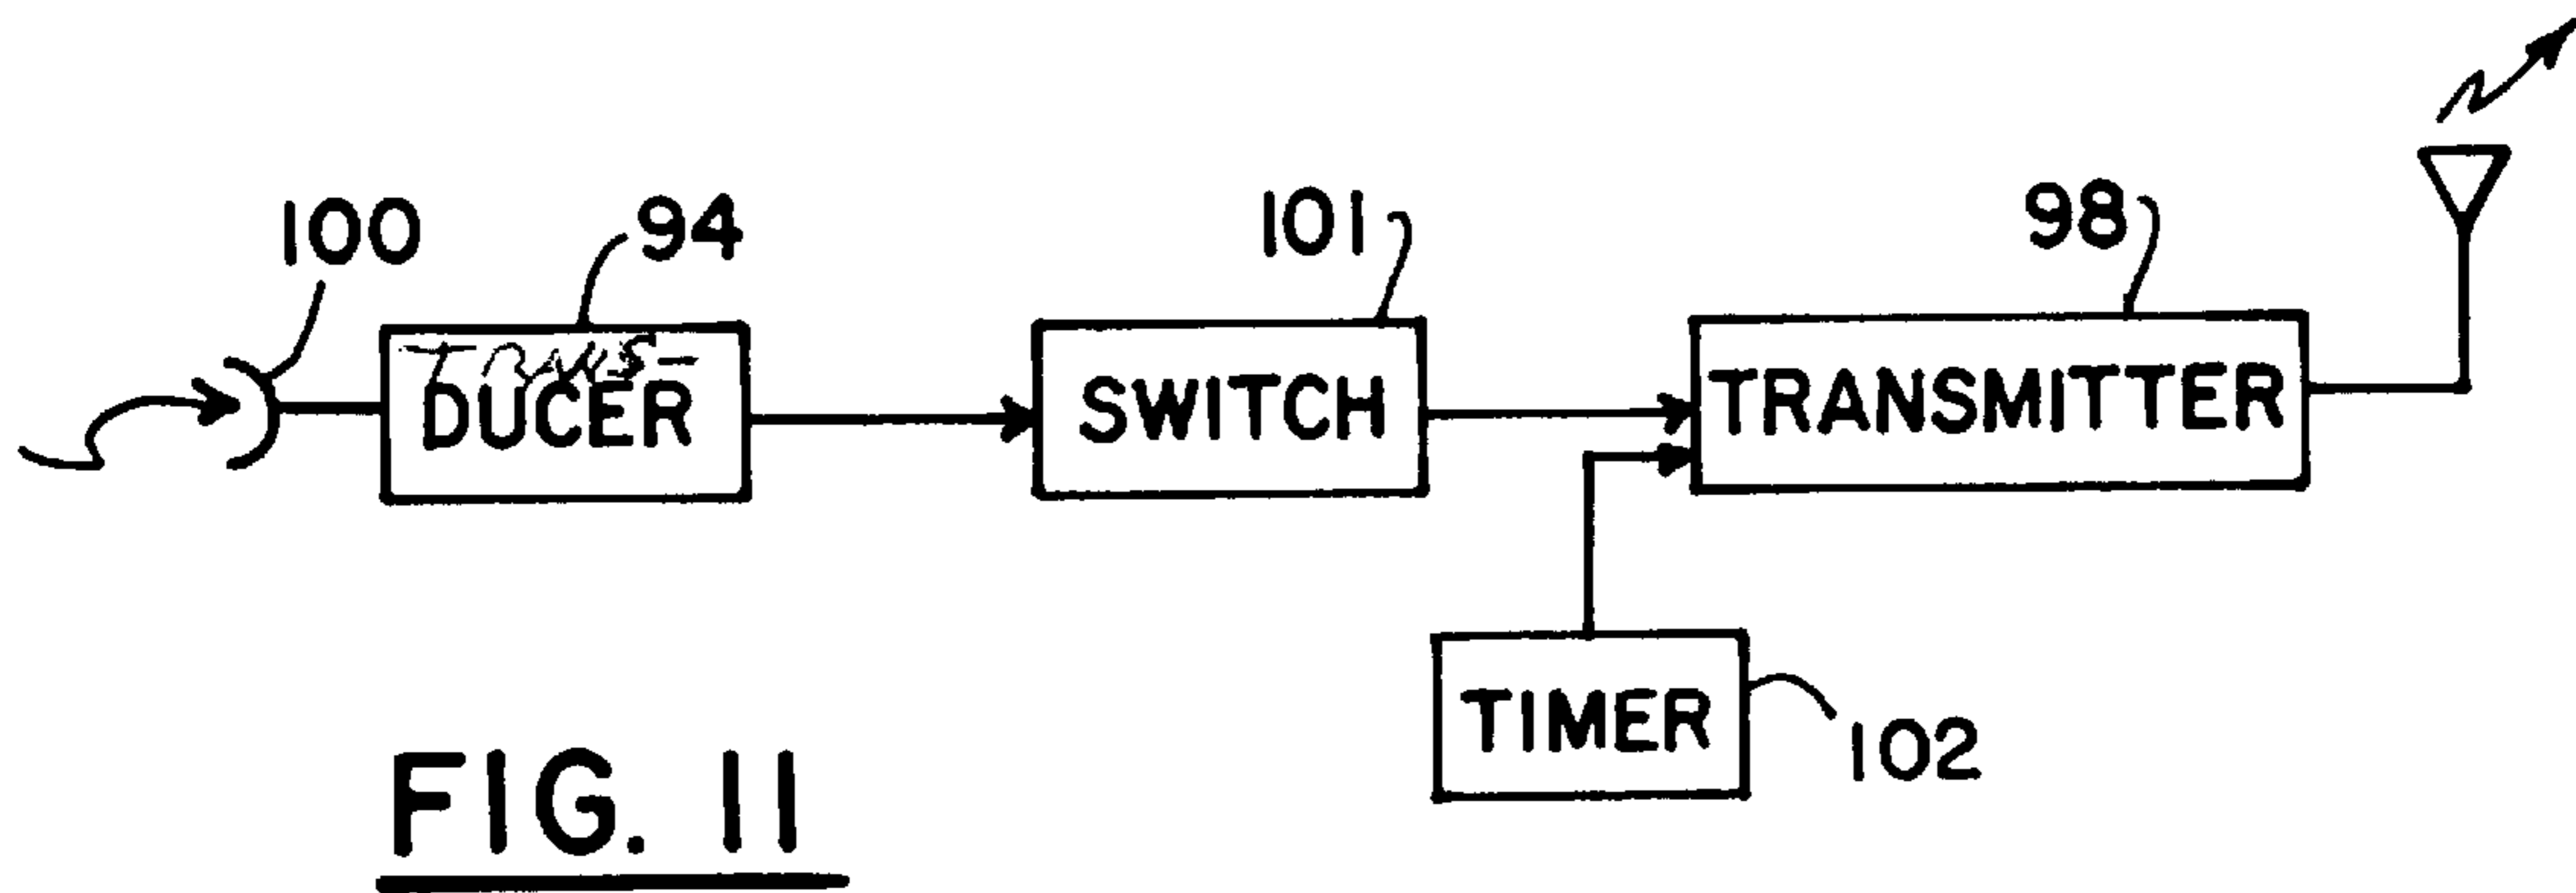 100
94
101
98
TRANS-
DUCER
SWITCH
TRANSMITTER
TIMER
102
FIG. 11